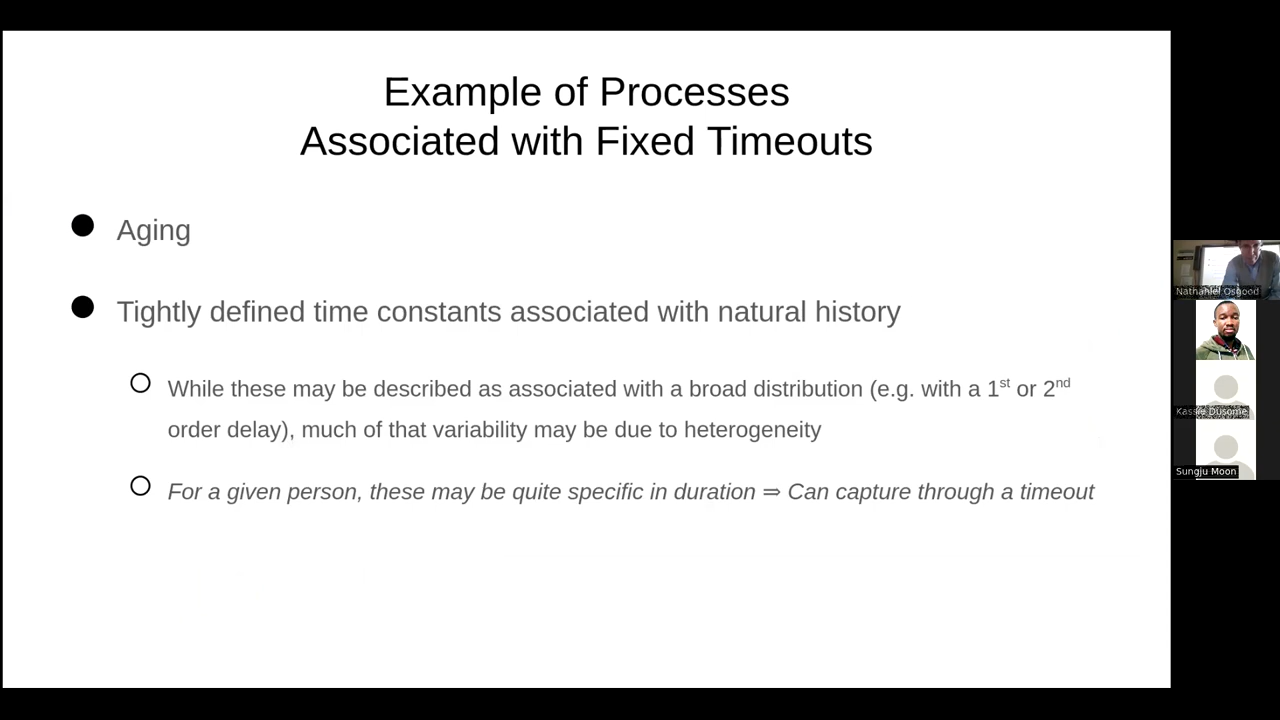 Example of Processes
Associated with Fixed Timeouts
Aging
Tightly defined time constants associated with natural history
While these may be described as associated with a broad distribution (e.g. with a 1st or 2nd
order delay), much of that variability may be due to heterogeneity
For a given person, these may be quite specific in duration ⇒ Can capture through a timeout
Nathaniel Osgood
Kassie Dusome
Sungju Moon